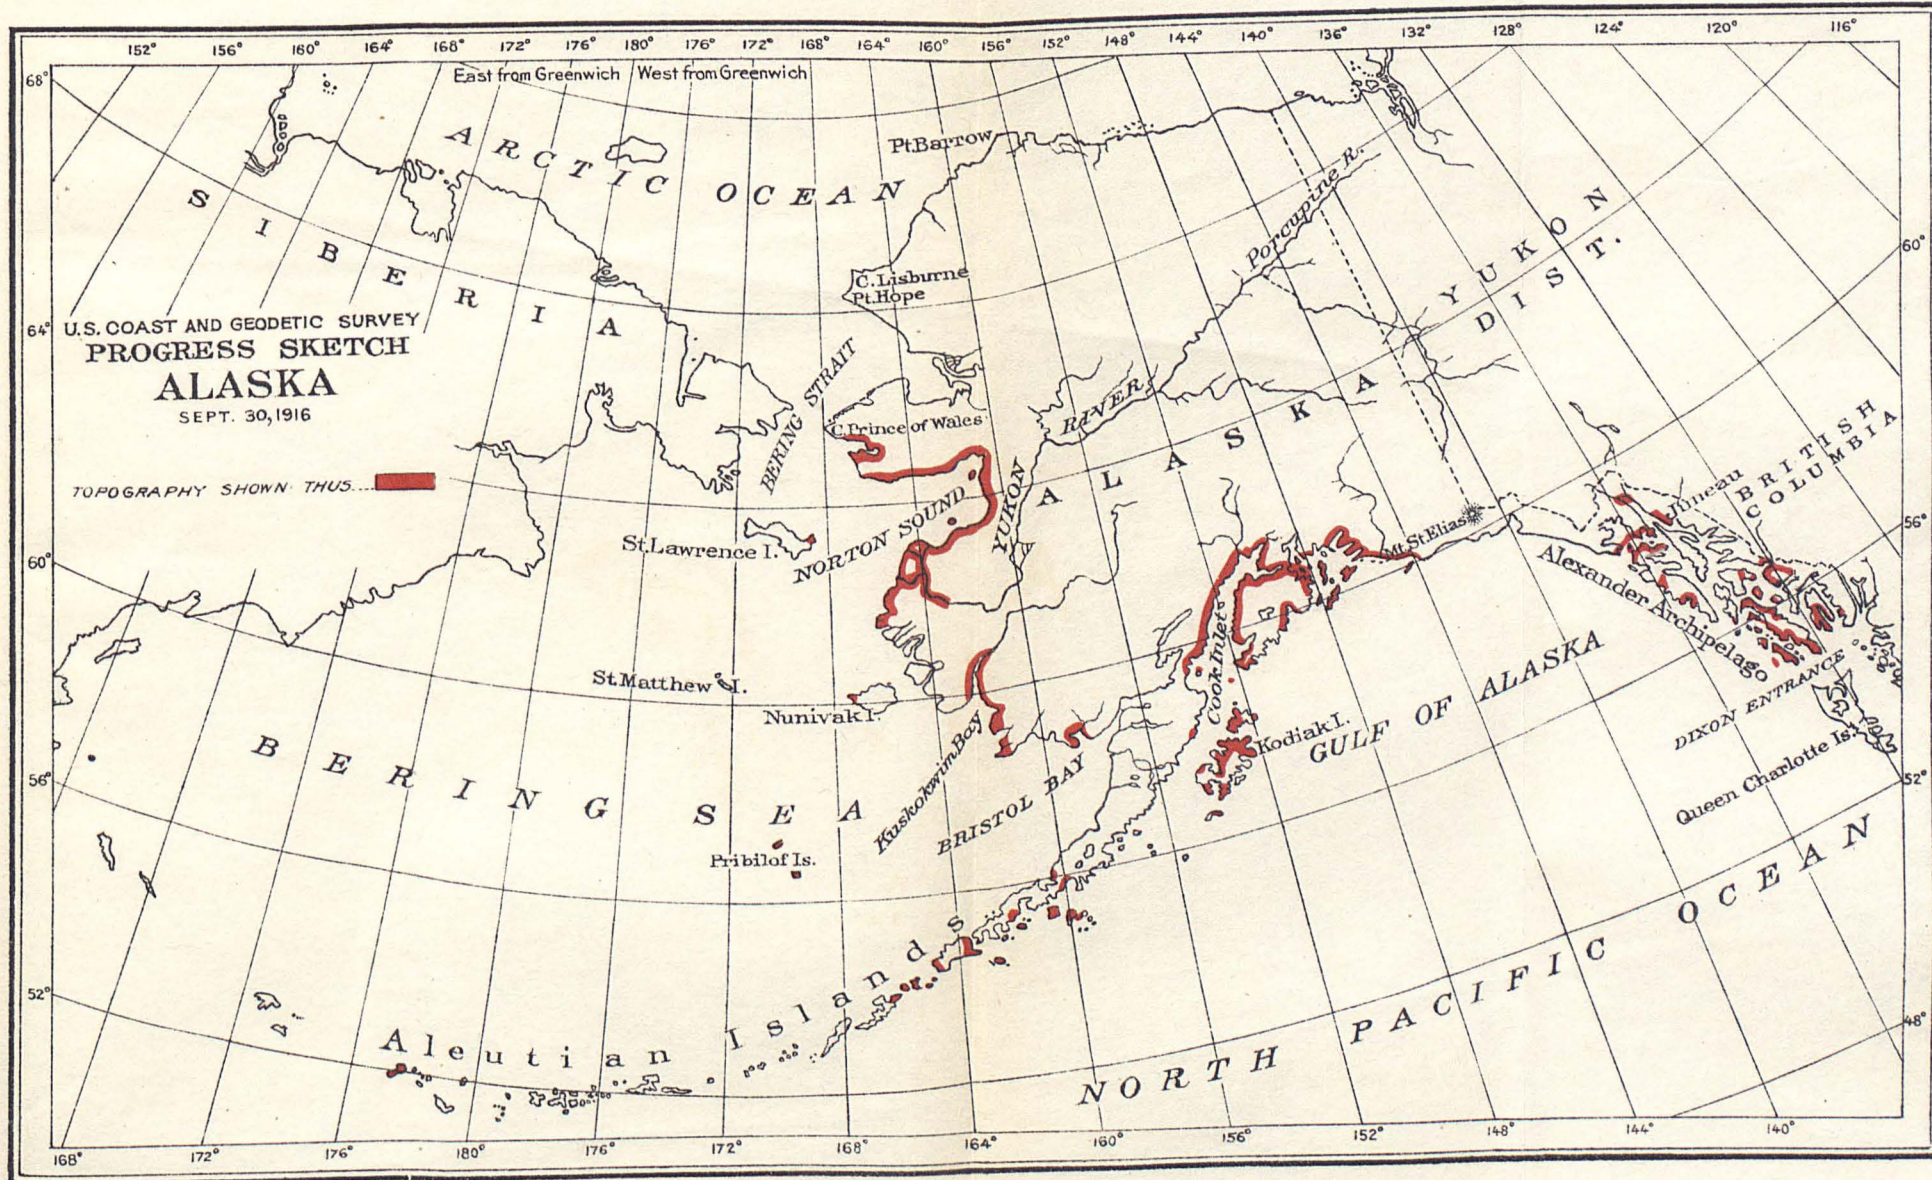 152° 156° 160° 164° 168° 172° 176° 180° 176° 172° 168° 164° 160° 156° 152° 148° 144° 140° 136° 132° 128° 124° 120° 116°
East from Greenwich West from Greenwich
68°
ARCTIC OCEAN
Pt. Barrow
SIBERIA
Porcupine R.
YUKON
DIST.
60°
C. Lisburne
Pt. Hope
64°
U.S. COAST AND GEODETIC SURVEY
PROGRESS SKETCH
ALASKA
SEPT. 30, 1916
TOPOGRAPHY SHOWN THUS
BERING STRAIT
C. Prince of Wales
YUKON RIVER
ALASKA
BRITISH
COLUMBIA
Juneau
56°
St. Lawrence I.
NORTON SOUND
Mt. St. Elias
Alexander Archipelago
60°
St. Matthew I.
Nunivak I.
Cook Inlet
Kodiak I.
GULF OF ALASKA
DIXON ENTRANCE
Queen Charlotte Is.
52°
BERING SEA
Kuskokwim Bay
BRISTOL BAY
56°
Pribilof Is.
52°
Aleutian Islands
NORTH PACIFIC OCEAN
48°
168° 172° 176° 180° 176° 172° 168° 164° 160° 156° 152° 148° 144° 140°